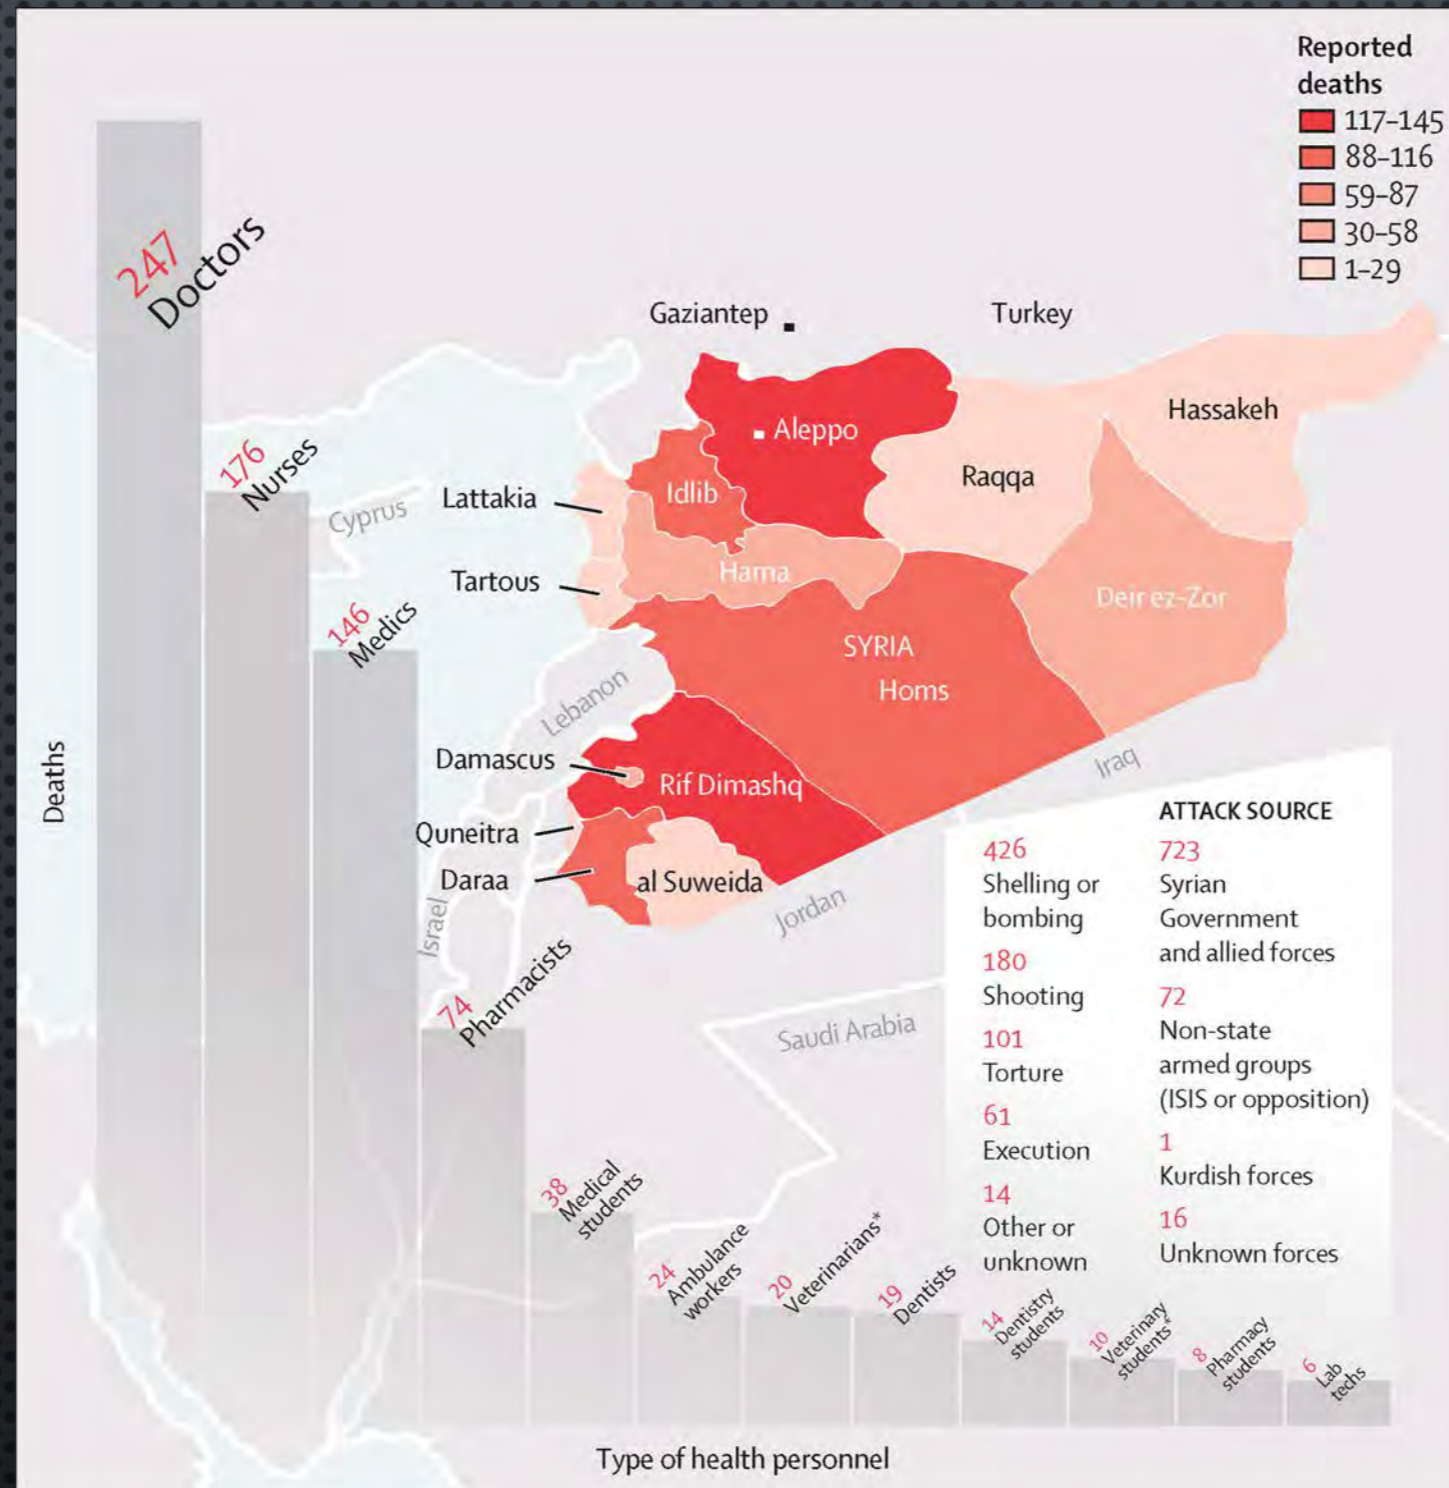 Reported
deaths
117–145
88–116
59–87
30–58
1–29
247
Doctors
176
Nurses
146
Medics
74
Pharmacists
38
Medical
students
24
Ambulance
workers
20
Veterinarians*
19
Dentists
14
Dentistry
students
10
Veterinary
students*
8
Pharmacy
students
6
Lab
techs
Deaths
Type of health personnel
Gaziantep
Turkey
Aleppo
Hassakeh
Raqqa
Idlib
Lattakia
Cyprus
Hama
Tartous
Deir ez-Zor
SYRIA
Homs
Lebanon
Damascus
Rif Dimashq
Iraq
Quneitra
Daraa
al Suweida
Jordan
Israel
Saudi Arabia
426
Shelling or
bombing
180
Shooting
101
Torture
61
Execution
14
Other or
unknown
ATTACK SOURCE
723
Syrian
Government
and allied forces
72
Non-state
armed groups
(ISIS or opposition)
1
Kurdish forces
16
Unknown forces